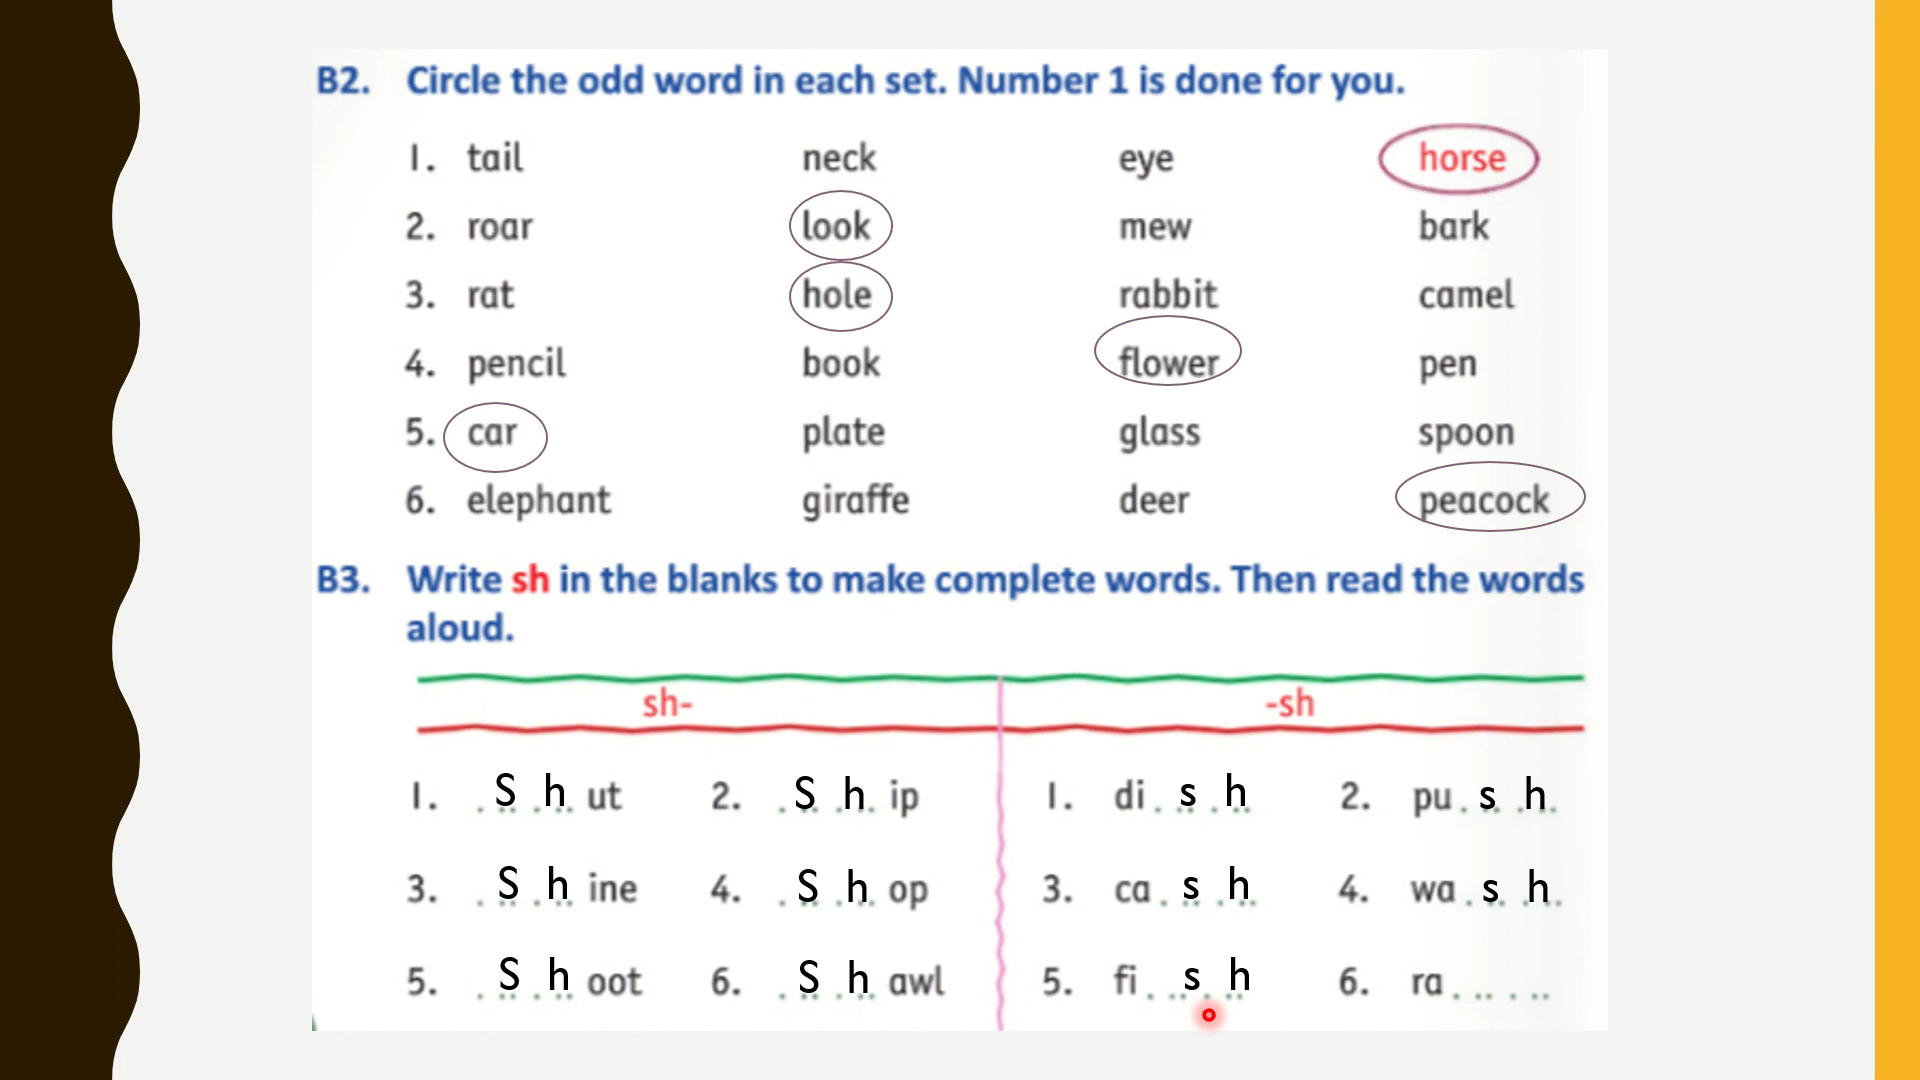 B2. Circle the odd word in each set. Number 1 is done for you.
1. tail neck eye horse
2. roar look mew bark
3. rat hole rabbit camel
4. pencil book flower pen
5. car plate glass spoon
6. elephant giraffe deer peacock
B3. Write sh in the blanks to make complete words. Then read the words
aloud.
sh- -sh
1. S h ut 2. S h ip 1. di s h 2. pu s h
3. S h ine 4. S h op 3. ca s h 4. wa s h
5. S h oot 6. S h awl 5. fi s h 6. ra